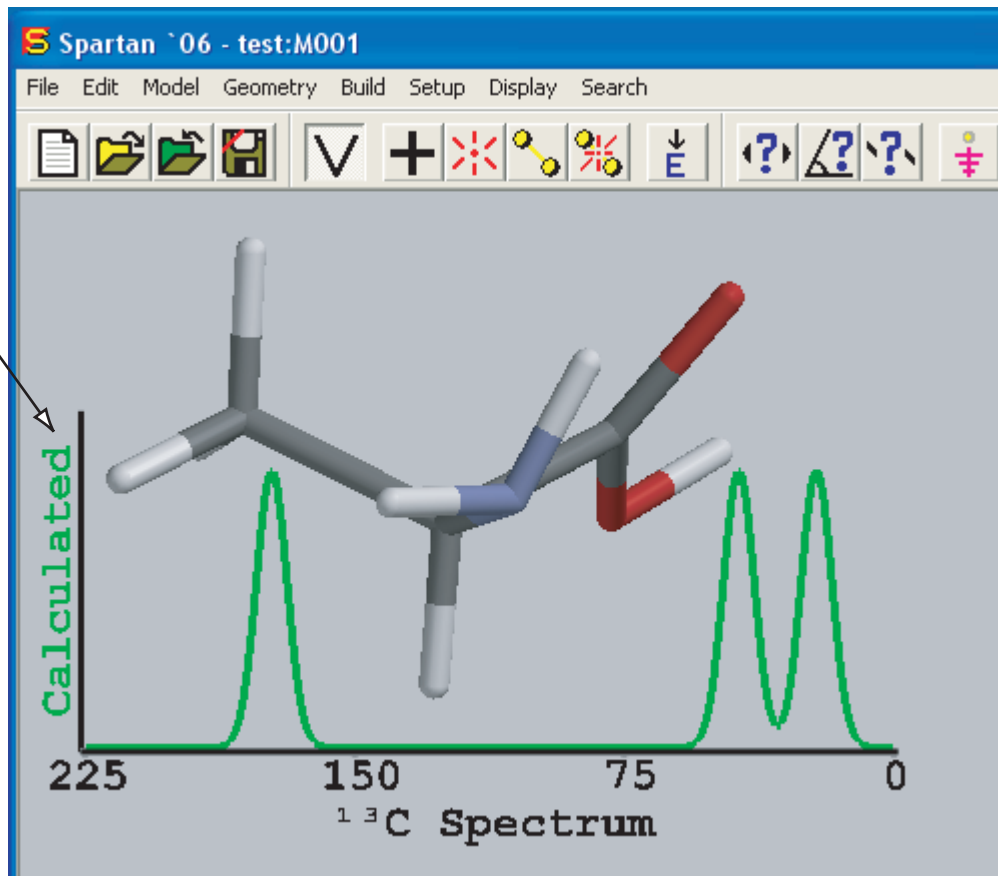 Spartan `06 - test:M001
File Edit Model Geometry Build Setup Display Search
V E ? ? ?
Calculated
225 150 75 0
¹³C Spectrum